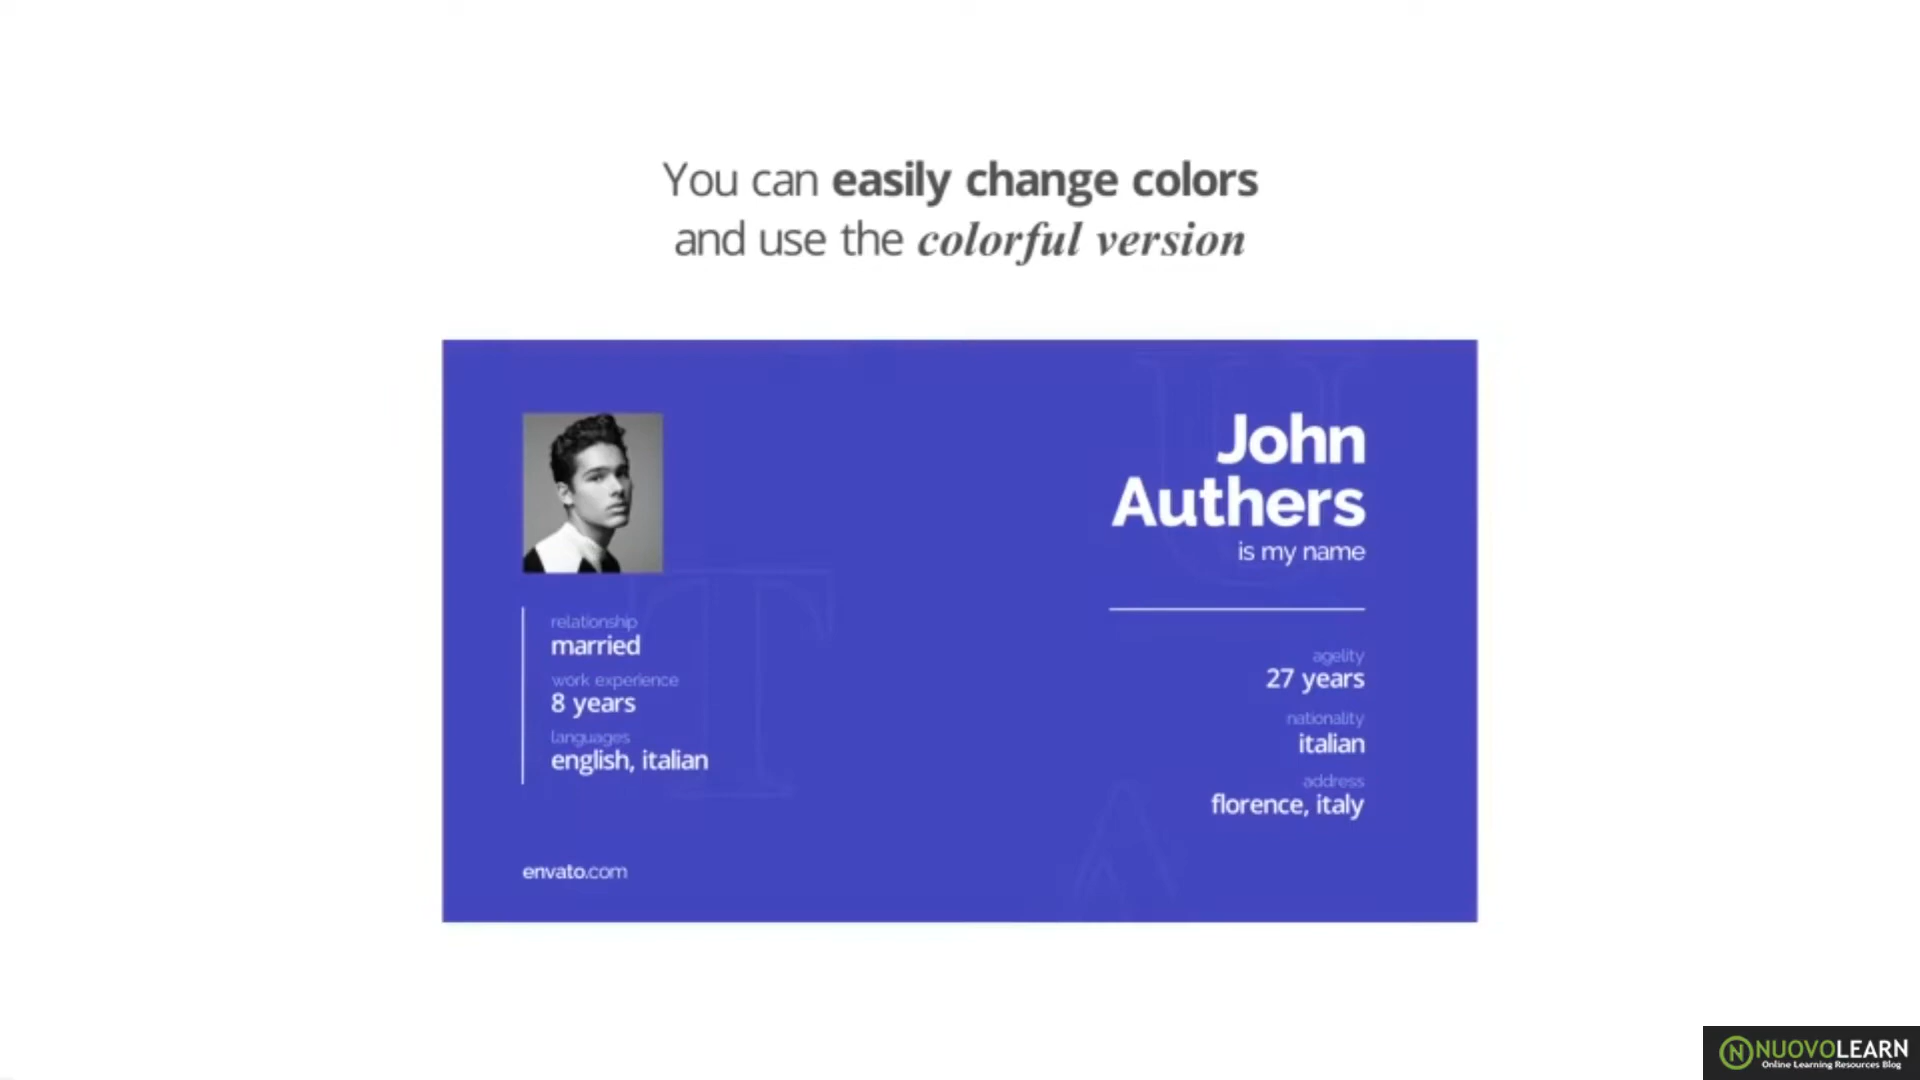 You can easily change colors
and use the colorful version
John
Authers
is my name
relationship
married
work experience
8 years
languages
english, italian
agelity
27 years
nationality
italian
address
florence, italy
envato.com
T
U
A
NUOVOLEARN
Online Learning Resources Blog